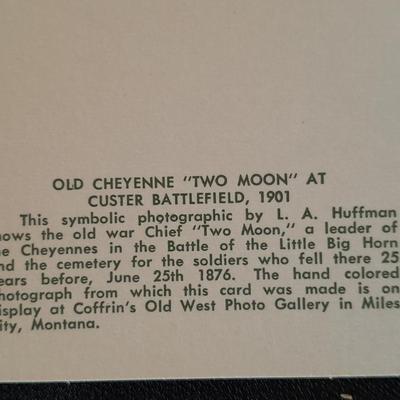 OLD CHEYENNE "TWO MOON" AT
CUSTER BATTLEFIELD, 1901
This symbolic photographic by L. A. Huffman
hows the old war Chief "Two Moon," a leader of
he Cheyennes in the Battle of the Little Big Horn
nd the cemetery for the soldiers who fell there 25
ears before, June 25th 1876. The hand colored
hotograph from which this card was made is on
isplay at Coffrin's Old West Photo Gallery in Miles
ity, Montana.